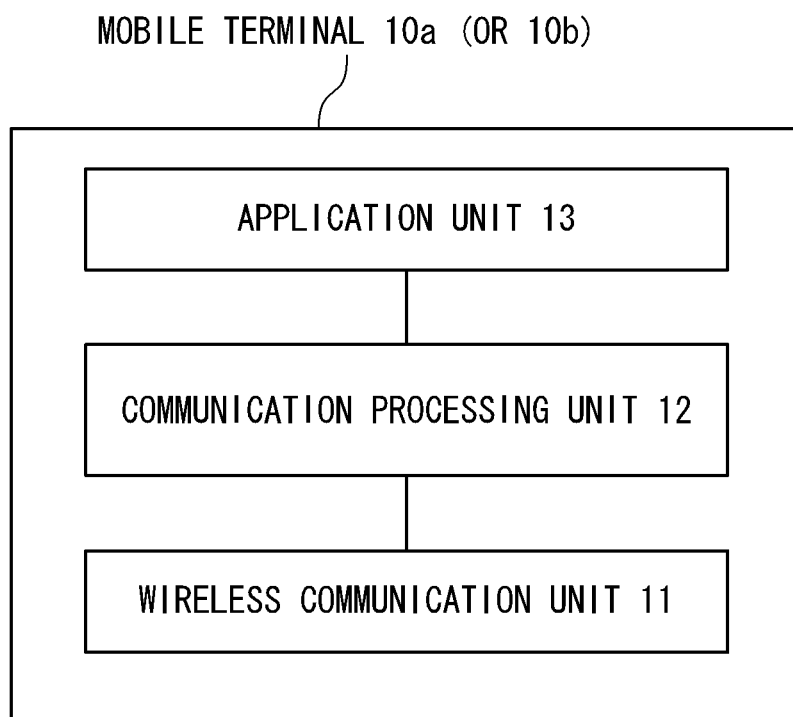 MOBILE TERMINAL 10a (OR 10b)
APPLICATION UNIT 13
COMMUNICATION PROCESSING UNIT 12
WIRELESS COMMUNICATION UNIT 11